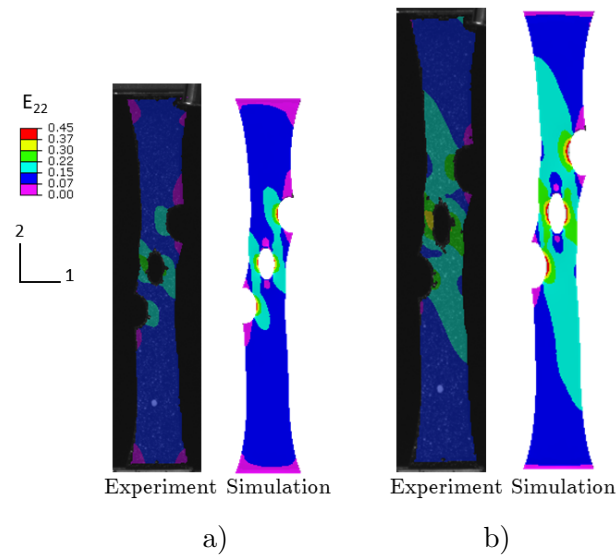 E22
0.45
0.37
0.30
0.22
0.15
0.07
0.00
2
1
Experiment Simulation
Experiment Simulation
a)
b)